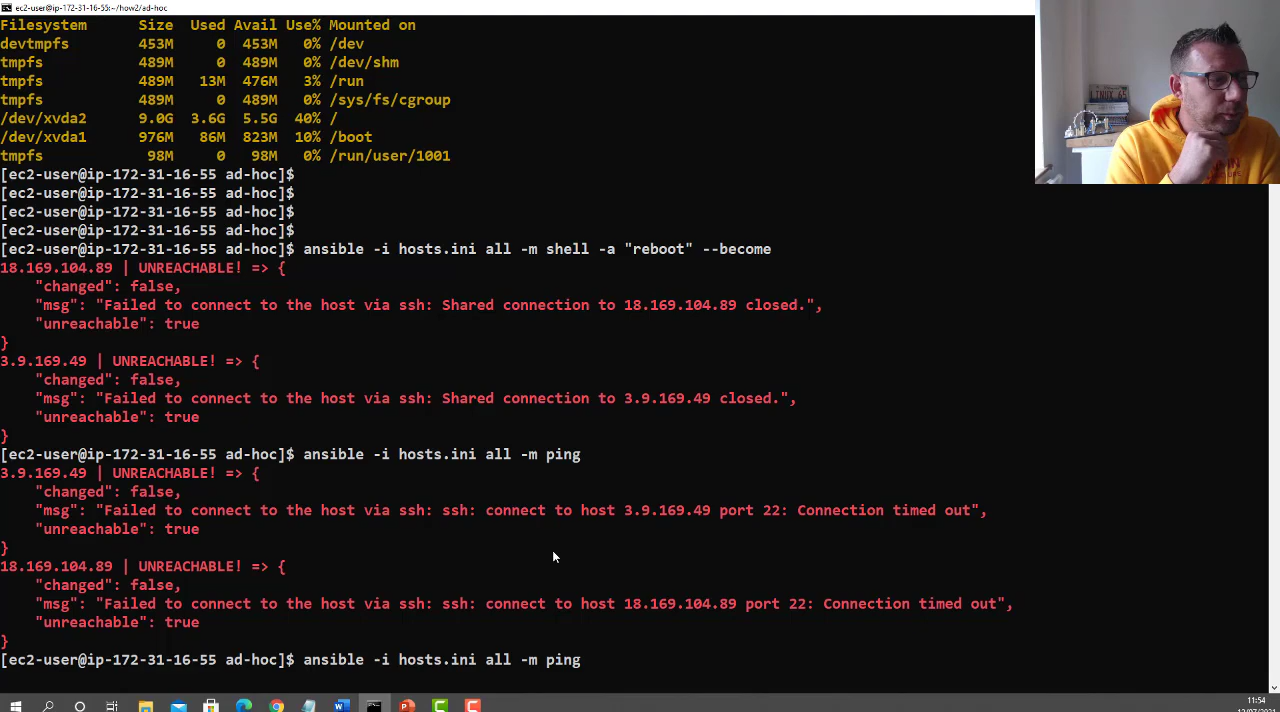 ec2-user@ip-172-31-16-55:~/how2/ad-hoc
Filesystem      Size  Used Avail Use% Mounted on
devtmpfs        453M     0  453M   0% /dev
tmpfs           489M     0  489M   0% /dev/shm
tmpfs           489M   13M  476M   3% /run
tmpfs           489M     0  489M   0% /sys/fs/cgroup
/dev/xvda2      9.0G  3.6G  5.5G  40% /
/dev/xvda1      976M   86M  823M  10% /boot
tmpfs            98M     0   98M   0% /run/user/1001
[ec2-user@ip-172-31-16-55 ad-hoc]$
[ec2-user@ip-172-31-16-55 ad-hoc]$
[ec2-user@ip-172-31-16-55 ad-hoc]$
[ec2-user@ip-172-31-16-55 ad-hoc]$
[ec2-user@ip-172-31-16-55 ad-hoc]$ ansible -i hosts.ini all -m shell -a "reboot" --become
18.169.104.89 | UNREACHABLE! => {
    "changed": false,
    "msg": "Failed to connect to the host via ssh: Shared connection to 18.169.104.89 closed.",
    "unreachable": true
}
3.9.169.49 | UNREACHABLE! => {
    "changed": false,
    "msg": "Failed to connect to the host via ssh: Shared connection to 3.9.169.49 closed.",
    "unreachable": true
}
[ec2-user@ip-172-31-16-55 ad-hoc]$ ansible -i hosts.ini all -m ping
3.9.169.49 | UNREACHABLE! => {
    "changed": false,
    "msg": "Failed to connect to the host via ssh: ssh: connect to host 3.9.169.49 port 22: Connection timed out",
    "unreachable": true
}
18.169.104.89 | UNREACHABLE! => {
    "changed": false,
    "msg": "Failed to connect to the host via ssh: ssh: connect to host 18.169.104.89 port 22: Connection timed out",
    "unreachable": true
}
[ec2-user@ip-172-31-16-55 ad-hoc]$ ansible -i hosts.ini all -m ping
11:54